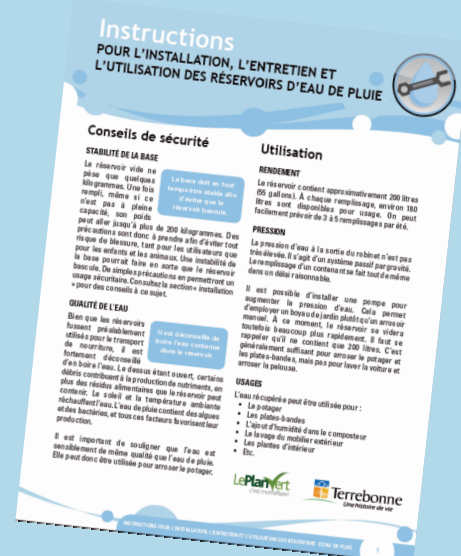 Instructions
POUR L'INSTALLATION, L'ENTRETIEN ET
L'UTILISATION DES RÉSERVOIRS D'EAU DE PLUIE
Conseils de sécurité
STABILITÉ DE LA BASE
Le réservoir vide ne
pèse que quelques
kilogrammes. Une fois
rempli, même si ce
n'est pas à pleine
capacité, son poids
peut aller jusqu'à plus de 200 kilogrammes. Des
précautions sont donc à prendre afin d'éviter tout
risque de blessure, tant pour les utilisateurs que
pour les enfants et les animaux. Une instabilité de
la base pourrait faire en sorte que le réservoir
bascule. De simples précautions en permettront un
usage sécuritaire. Consultez la section « installation
» pour des conseils à ce sujet.
La base doit en tout
temps être stable afin
d'éviter que le
réservoir bascule.
QUALITÉ DE L'EAU
Bien que les réservoirs
fussent préalablement
utilisés pour le transport
de nourriture, il est
fortement déconseillé
d'en boire l'eau. Le dessus étant ouvert, certains
débris contribuent à la production de nutriments, en
plus des résidus alimentaires que le réservoir peut
contenir. Le soleil et la température ambiante
réchauffent l'eau. L'eau de pluie contient des algues
et des bactéries, et tous ces facteurs favorisent leur
production.
Il est déconseillé de
boire l'eau contenue
dans le réservoir.
Il est important de souligner que l'eau est
sensiblement de même qualité que l'eau de pluie.
Elle peut donc être utilisée pour arroser le potager.
Utilisation
RENDEMENT
Le réservoir contient approximativement 200 litres
(55 gallons). À chaque remplissage, environ 180
litres sont disponibles pour usage. On peut
facilement prévoir de 3 à 5 remplissages par été.
PRESSION
La pression d'eau à la sortie du robinet n'est pas
très élevée. Il s'agit d'un système passif par gravité.
Le remplissage d'un contenant se fait tout de même
dans un délai raisonnable.
Il est possible d'installer une pompe pour
augmenter la pression d'eau. Cela permet
d'employer un boyau de jardin plutôt qu'un arrosoir
manuel. À ce moment, le réservoir se videra
toutefois beaucoup plus rapidement. Il faut se
rappeler qu'il ne contient que 200 litres. C'est
généralement suffisant pour arroser le potager et
les plates-bandes, mais pas pour laver la voiture et
arroser la pelouse.
USAGES
L'eau récupérée peut être utilisée pour :
• Le potager
• Les plates-bandes
• L'ajout d'humidité dans le composteur
• Le lavage du mobilier extérieur
• Les plantes d'intérieur
• Etc.
LePlanVert
Terrebonne
Une histoire de vie
INSTRUCTIONS POUR L'INSTALLATION, L'ENTRETIEN ET L'UTILISATION DES RÉSERVOIRS D'EAU DE PLUIE
1